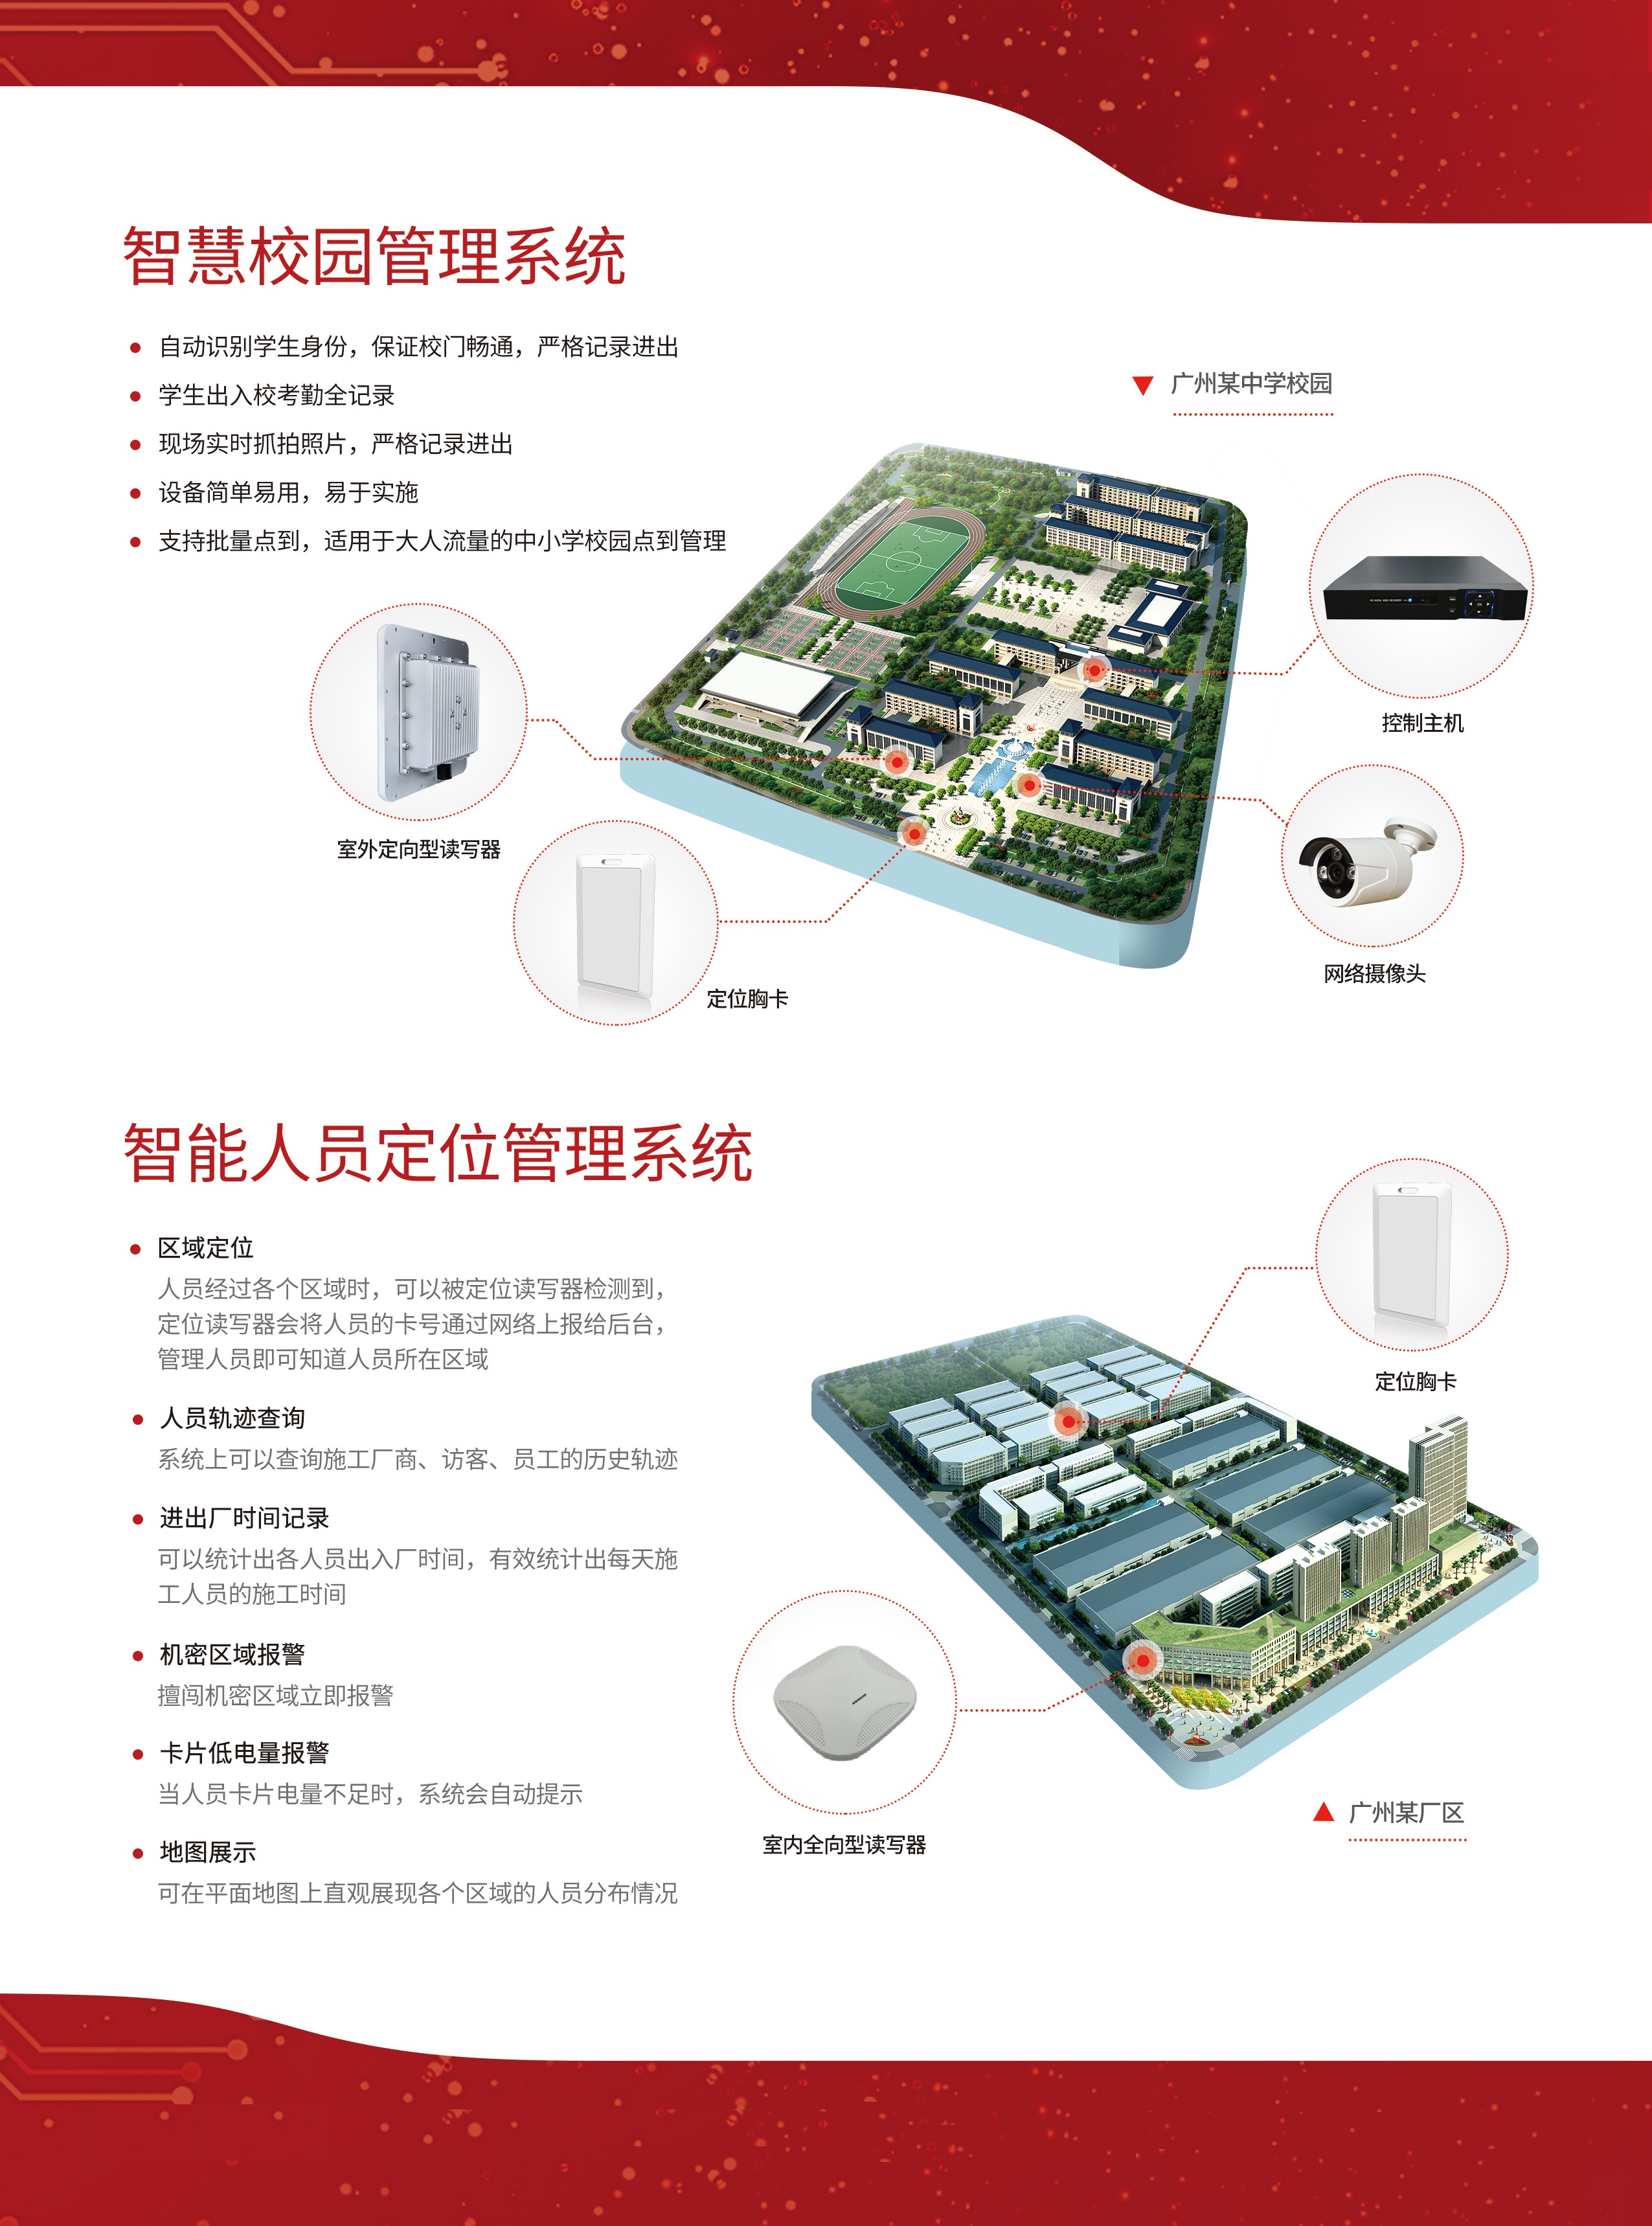 智慧校园管理系统
自动识别学生身份，保证校门畅通，严格记录进出
学生出入校考勤全记录
现场实时抓拍照片，严格记录进出
设备简单易用，易于实施
支持批量点到，适用于大人流量的中小学校园点到管理
广州某中学校园
控制主机
室外定向型读写器
网络摄像头
定位胸卡
智能人员定位管理系统
区域定位
人员经过各个区域时，可以被定位读写器检测到，
定位读写器会将人员的卡号通过网络上报给后台，
管理人员即可知道人员所在区域
人员轨迹查询
系统上可以查询施工厂商、访客、员工的历史轨迹
进出厂时间记录
可以统计出各人员出入厂时间，有效统计出每天施
工人员的施工时间
机密区域报警
擅闯机密区域立即报警
卡片低电量报警
当人员卡片电量不足时，系统会自动提示
地图展示
可在平面地图上直观展现各个区域的人员分布情况
定位胸卡
室内全向型读写器
广州某厂区